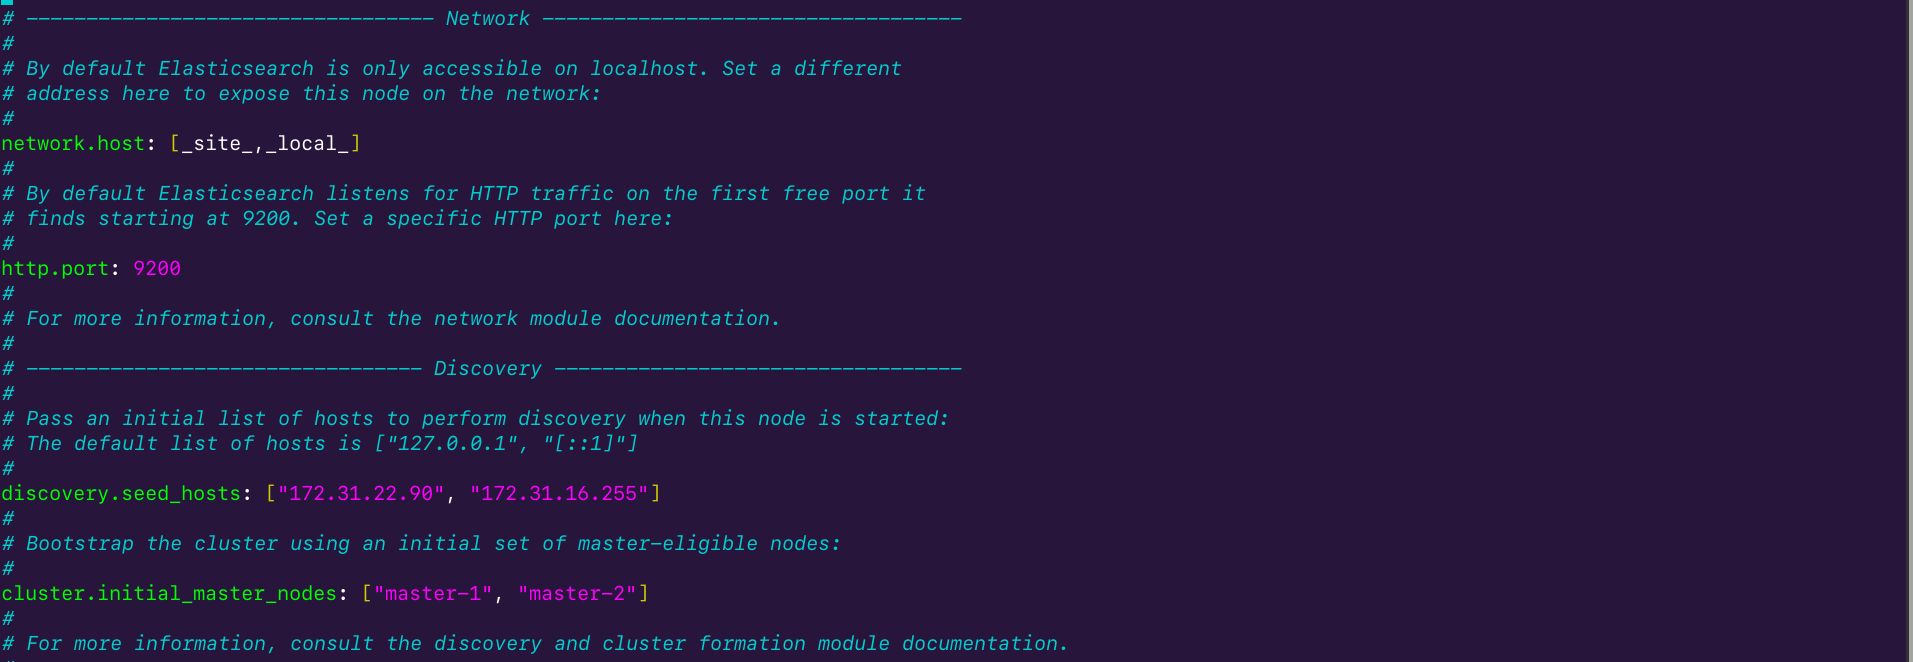 # ---------------------------------- Network -----------------------------------
#
# By default Elasticsearch is only accessible on localhost. Set a different
# address here to expose this node on the network:
#
network.host: [_site_,_local_]
#
# By default Elasticsearch listens for HTTP traffic on the first free port it
# finds starting at 9200. Set a specific HTTP port here:
#
http.port: 9200
#
# For more information, consult the network module documentation.
#
# --------------------------------- Discovery ----------------------------------
#
# Pass an initial list of hosts to perform discovery when this node is started:
# The default list of hosts is ["127.0.0.1", "[::1]"]
#
discovery.seed_hosts: ["172.31.22.90", "172.31.16.255"]
#
# Bootstrap the cluster using an initial set of master-eligible nodes:
#
cluster.initial_master_nodes: ["master-1", "master-2"]
#
# For more information, consult the discovery and cluster formation module documentation.
#